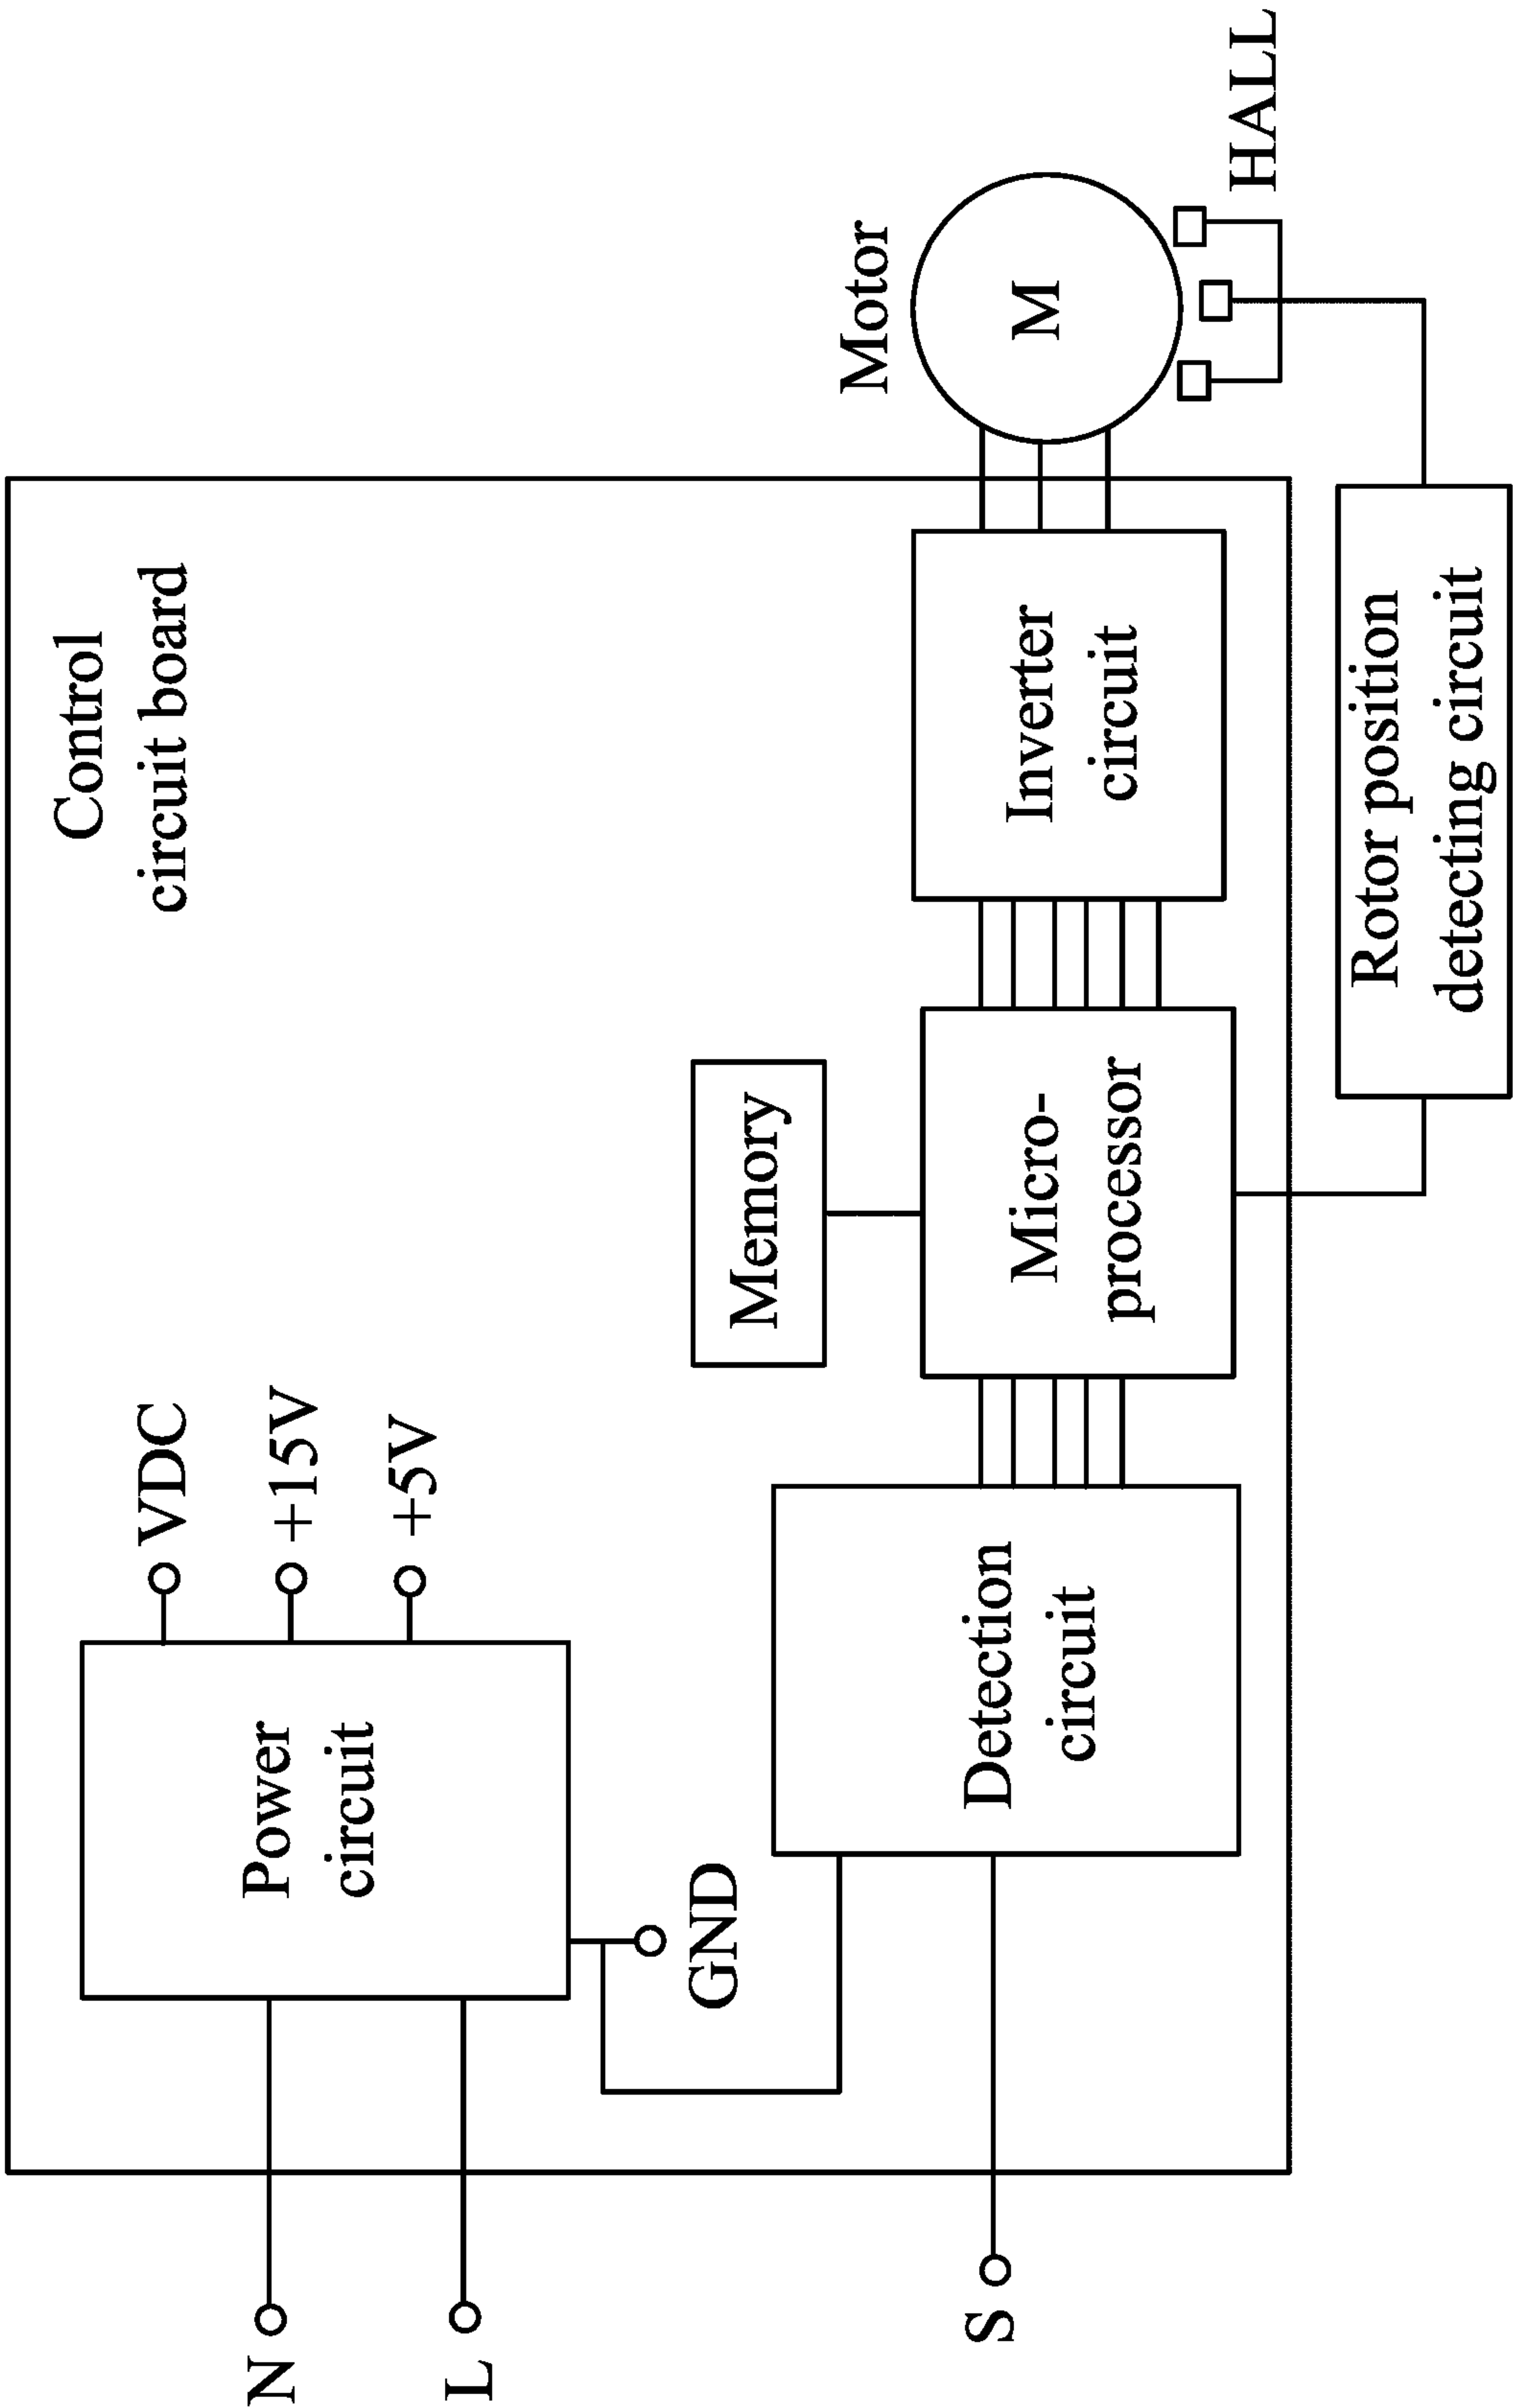 Control
circuit board
N
L
Power
circuit
VDC
+15V
+5V
GND
Memory
Motor
M
S
Detection
circuit
Micro-
processor
Inverter
circuit
HALL
Rotor position
detecting circuit